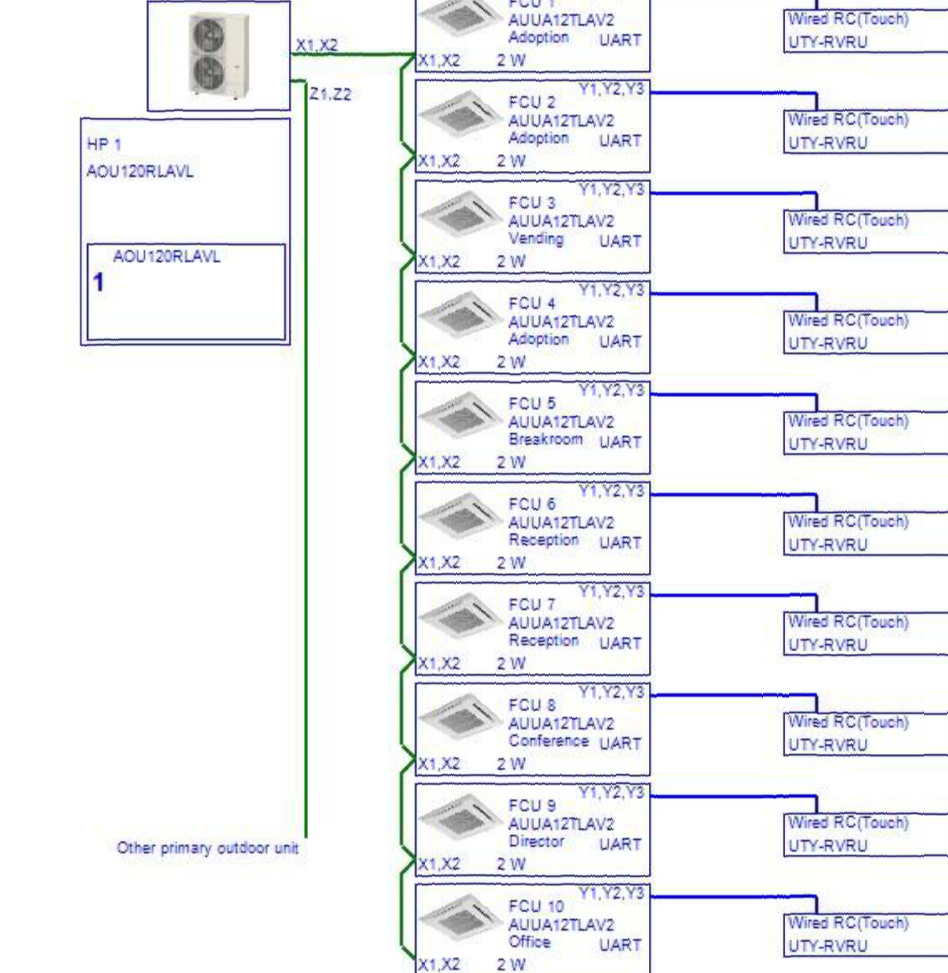 X1,X2
Z1,Z2
HP 1
AOU120RLAVL
AOU120RLAVL
1
Other primary outdoor unit
FCU 1
AUUA12TLAV2
Adoption UART
X1,X2 2 W
Wired RC(Touch)
UTY-RVRU
Y1,Y2,Y3
FCU 2
AUUA12TLAV2
Adoption UART
X1,X2 2 W
Wired RC(Touch)
UTY-RVRU
Y1,Y2,Y3
FCU 3
AUUA12TLAV2
Vending UART
X1,X2 2 W
Wired RC(Touch)
UTY-RVRU
Y1,Y2,Y3
FCU 4
AUUA12TLAV2
Adoption UART
X1,X2 2 W
Wired RC(Touch)
UTY-RVRU
Y1,Y2,Y3
FCU 5
AUUA12TLAV2
Breakroom UART
X1,X2 2 W
Wired RC(Touch)
UTY-RVRU
Y1,Y2,Y3
FCU 6
AUUA12TLAV2
Reception UART
X1,X2 2 W
Wired RC(Touch)
UTY-RVRU
Y1,Y2,Y3
FCU 7
AUUA12TLAV2
Reception UART
X1,X2 2 W
Wired RC(Touch)
UTY-RVRU
Y1,Y2,Y3
FCU 8
AUUA12TLAV2
Conference UART
X1,X2 2 W
Wired RC(Touch)
UTY-RVRU
Y1,Y2,Y3
FCU 9
AUUA12TLAV2
Director UART
X1,X2 2 W
Wired RC(Touch)
UTY-RVRU
Y1,Y2,Y3
FCU 10
AUUA12TLAV2
Office UART
X1,X2 2 W
Wired RC(Touch)
UTY-RVRU